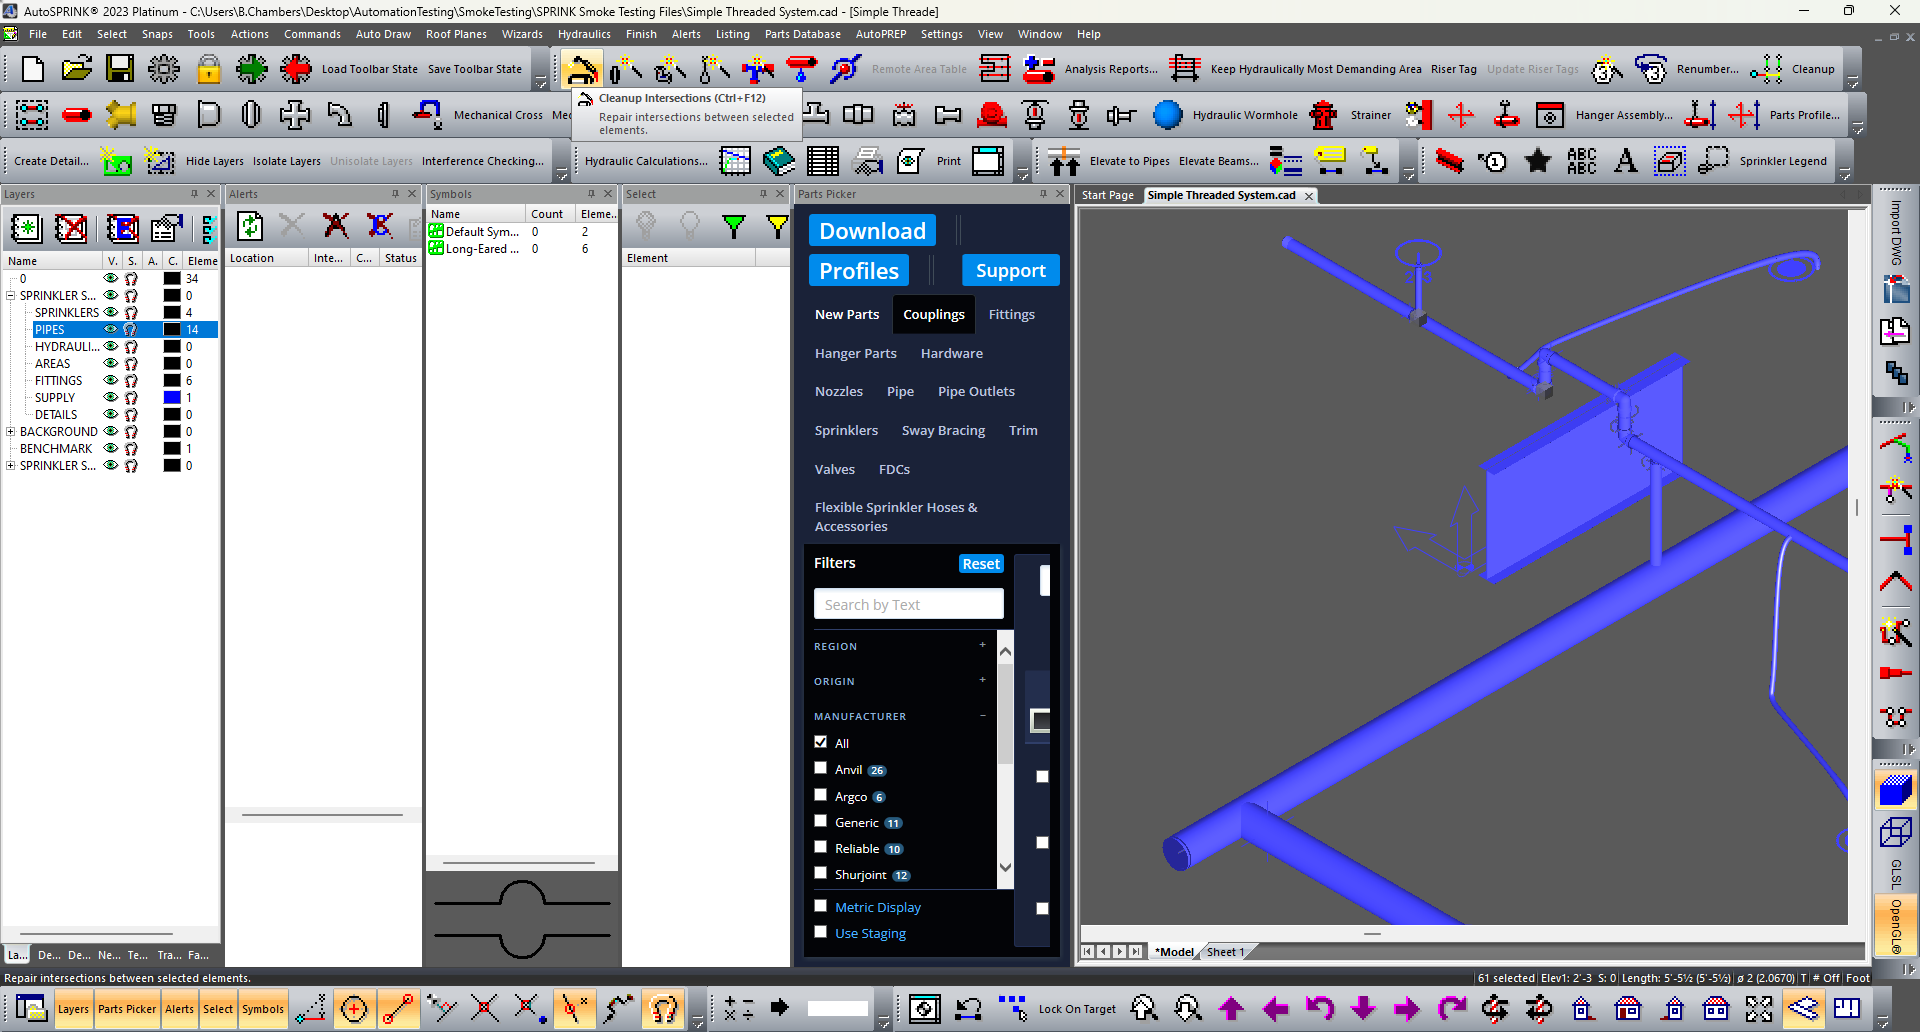 AutoSPRINK® 2023 Platinum - C:\Users\B.Chambers\Desktop\AutomationTesting\SmokeTesting\SPRINK Smoke Testing Files\Simple Threaded System.cad - [Simple Threade]
File Edit Select Snaps Tools Actions Commands Auto Draw Roof Planes Wizards Hydraulics Finish Alerts Listing Parts Database AutoPREP Settings View Window Help
Load Toolbar State Save Toolbar State Remote Area Table Analysis Reports... Keep Hydraulically Most Demanding Area Riser Tag Update Riser Tags Renumber... Cleanup
Cleanup Intersections (Ctrl+F12)
Repair intersections between selected
elements.
Mechanical Cross Hydraulic Wormhole Strainer Hanger Assembly... Parts Profile...
Create Detail... Hide Layers Isolate Layers Unisolate Layers Interference Checking... Hydraulic Calculations... Print Elevate to Pipes Elevate Beams... ABC ABC A Sprinkler Legend
Layers
Name V. S. A. C. Eleme
0 34
SPRINKLER S... 0
SPRINKLERS 4
PIPES 14
HYDRAULI... 0
AREAS 0
FITTINGS 6
SUPPLY 1
DETAILS 0
BACKGROUND 0
BENCHMARK 1
SPRINKLER S... 0
La... De... De... Ne... Te... Tra... Fa...
Alerts
Location Inte... C... Status
Symbols
Name Count Eleme...
Default Sym... 0 2
Long-Eared ... 0 6
Select
Element
Parts Picker
Download
Profiles
Support
New Parts Couplings Fittings
Hanger Parts Hardware
Nozzles Pipe Pipe Outlets
Sprinklers Sway Bracing Trim
Valves FDCs
Flexible Sprinkler Hoses &
Accessories
Filters Reset
Search by Text
REGION +
ORIGIN +
MANUFACTURER −
All
Anvil 26
Argco 6
Generic 11
Reliable 10
Shurjoint 12
Metric Display
Use Staging
Start Page Simple Threaded System.cad
*Model Sheet 1
Import DWG
GLSL
OpenGL®
Repair intersections between selected elements.
61 selected Elev1: 2'-3 S: 0 Length: 5'-5½ (5'-5½) ø 2 (2.0670) T # Off Foot
Layers Parts Picker Alerts Select Symbols Lock On Target